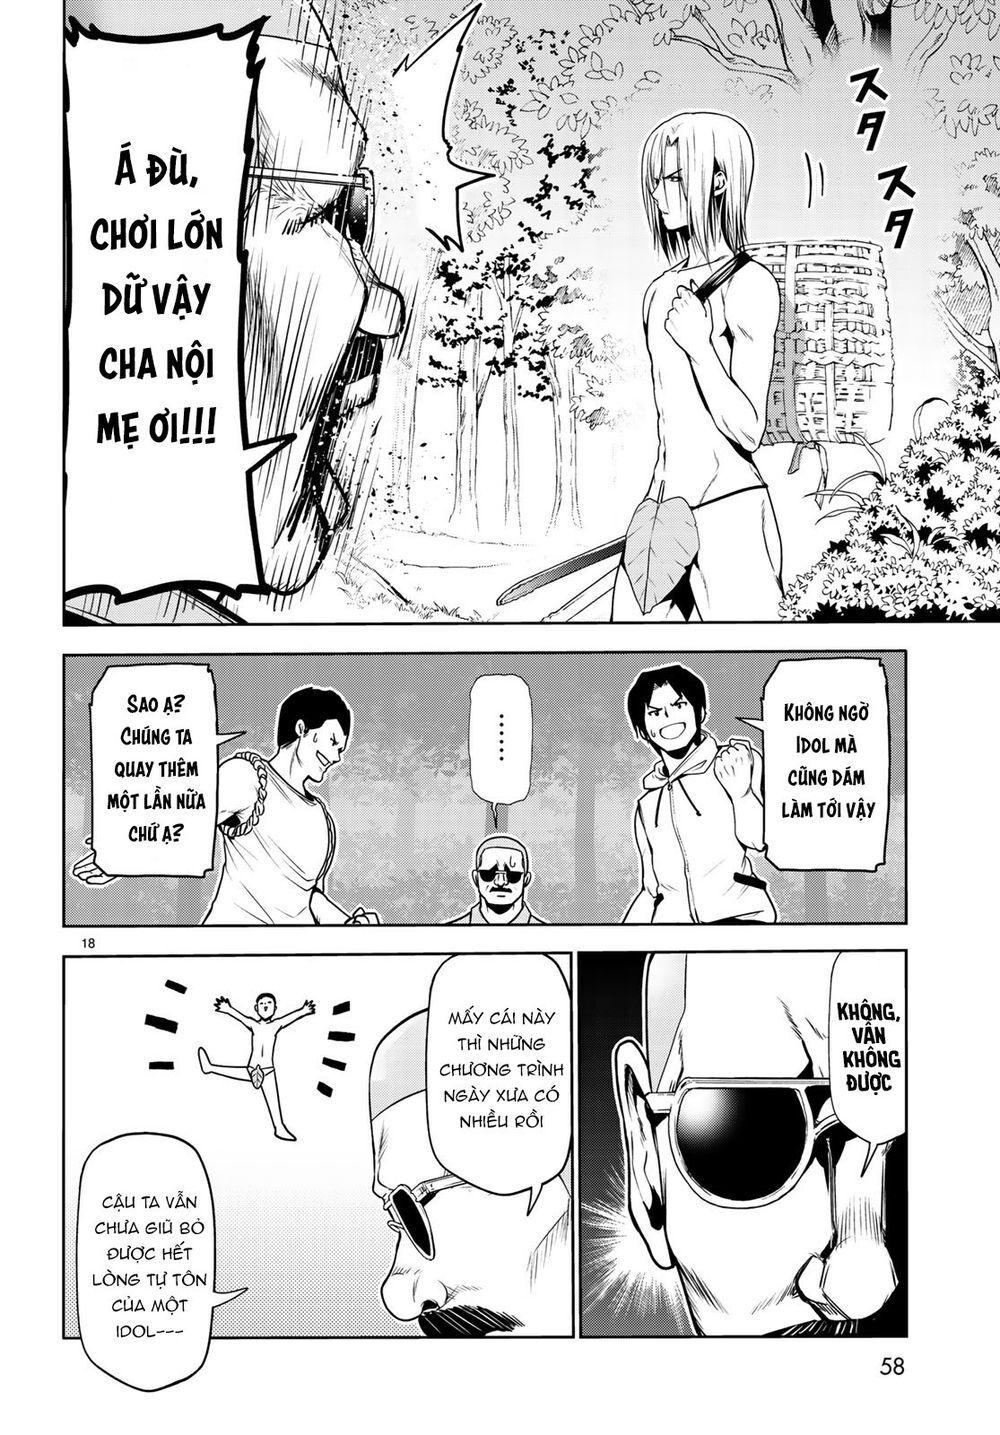 スタ
スタ
Á ĐÙ,
CHƠI LỚN
DỮ VẬY
CHA NỘI
MẸ ƠI!!!
KHÔNG NGỜ
IDOL MÀ
CŨNG DÁM
LÀM TỚI VẬY
.......
SAO Ạ?
CHÚNG TA
QUAY THÊM
MỘT LẦN NỮA
CHỨ Ạ?
18
KHÔNG,
VẪN
KHÔNG
ĐƯỢC
MẤY CÁI NÀY
THÌ NHỮNG
CHƯƠNG TRÌNH
NGÀY XƯA CÓ
NHIỀU RỒI
CẬU TA VẪN
CHƯA GIŨ BỎ
ĐƯỢC HẾT
LÒNG TỰ TÔN
CỦA MỘT
IDOL---
58